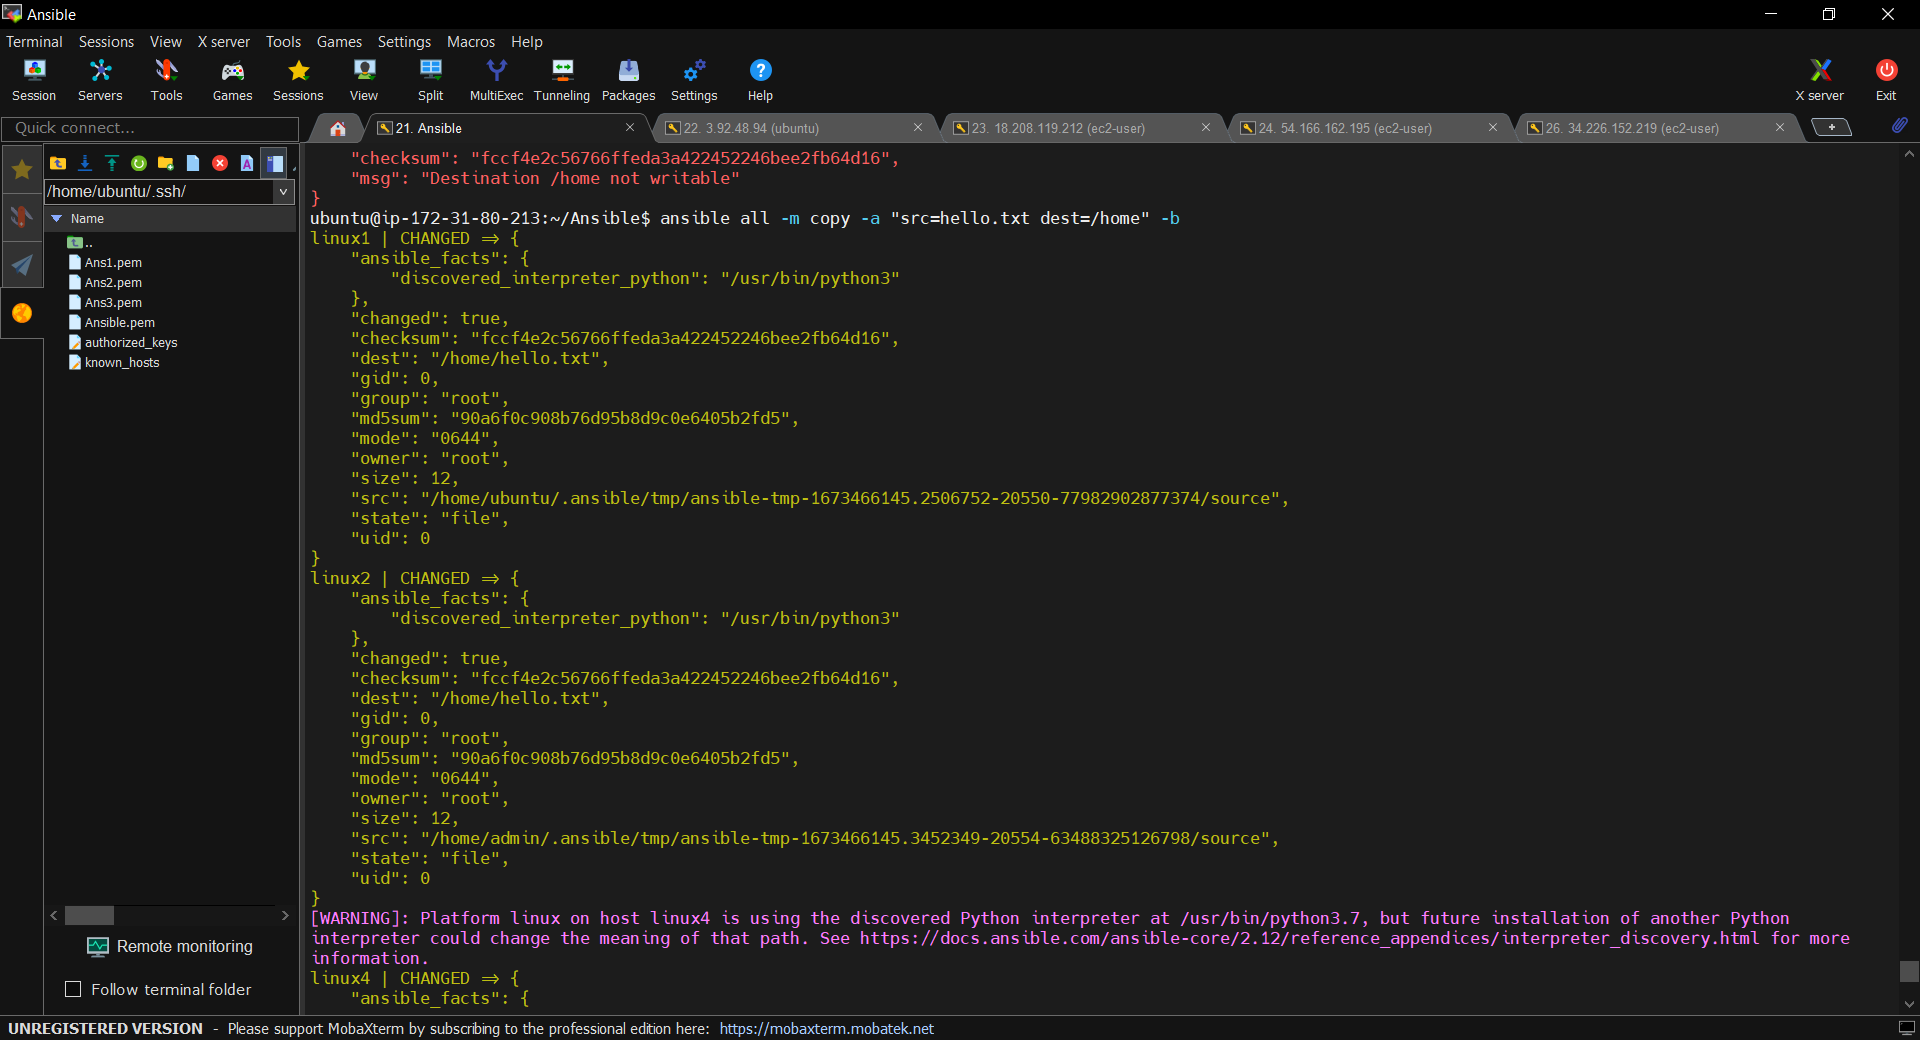 Ansible
Terminal Sessions View X server Tools Games Settings Macros Help
Session Servers Tools Games Sessions View Split MultiExec Tunneling Packages Settings Help X server Exit
Quick connect...
21. Ansible
22. 3.92.48.94 (ubuntu)
23. 18.208.119.212 (ec2-user)
24. 54.166.162.195 (ec2-user)
26. 34.226.152.219 (ec2-user)
/home/ubuntu/.ssh/
Name
..
Ans1.pem
Ans2.pem
Ans3.pem
Ansible.pem
authorized_keys
known_hosts
Remote monitoring
Follow terminal folder
    "checksum": "fccf4e2c56766ffeda3a422452246bee2fb64d16",
    "msg": "Destination /home not writable"
}
ubuntu@ip-172-31-80-213:~/Ansible$ ansible all -m copy -a "src=hello.txt dest=/home" -b
linux1 | CHANGED => {
    "ansible_facts": {
        "discovered_interpreter_python": "/usr/bin/python3"
    },
    "changed": true,
    "checksum": "fccf4e2c56766ffeda3a422452246bee2fb64d16",
    "dest": "/home/hello.txt",
    "gid": 0,
    "group": "root",
    "md5sum": "90a6f0c908b76d95b8d9c0e6405b2fd5",
    "mode": "0644",
    "owner": "root",
    "size": 12,
    "src": "/home/ubuntu/.ansible/tmp/ansible-tmp-1673466145.2506752-20550-77982902877374/source",
    "state": "file",
    "uid": 0
}
linux2 | CHANGED => {
    "ansible_facts": {
        "discovered_interpreter_python": "/usr/bin/python3"
    },
    "changed": true,
    "checksum": "fccf4e2c56766ffeda3a422452246bee2fb64d16",
    "dest": "/home/hello.txt",
    "gid": 0,
    "group": "root",
    "md5sum": "90a6f0c908b76d95b8d9c0e6405b2fd5",
    "mode": "0644",
    "owner": "root",
    "size": 12,
    "src": "/home/admin/.ansible/tmp/ansible-tmp-1673466145.3452349-20554-63488325126798/source",
    "state": "file",
    "uid": 0
}
[WARNING]: Platform linux on host linux4 is using the discovered Python interpreter at /usr/bin/python3.7, but future installation of another Python
interpreter could change the meaning of that path. See https://docs.ansible.com/ansible-core/2.12/reference_appendices/interpreter_discovery.html for more
information.
linux4 | CHANGED => {
    "ansible_facts": {
UNREGISTERED VERSION - Please support MobaXterm by subscribing to the professional edition here: https://mobaxterm.mobatek.net